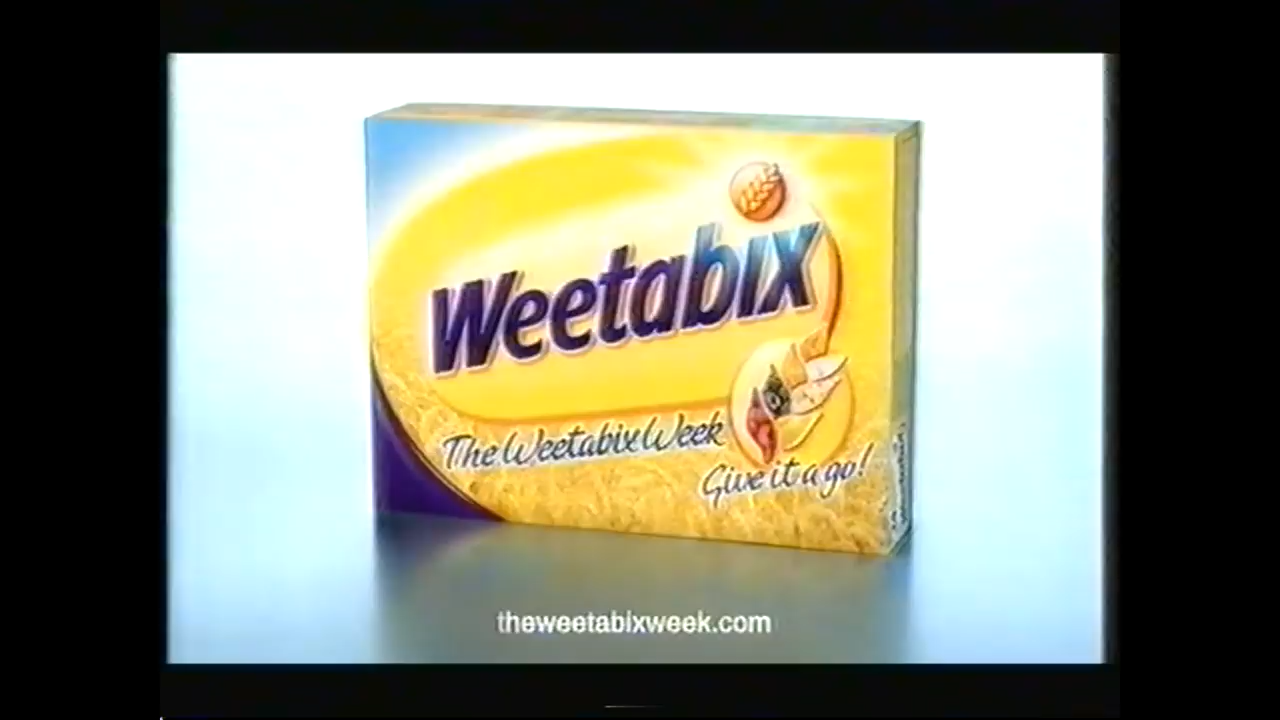 Weetabix
The Weetabix Week
Give it a go!
theweetabixweek.com